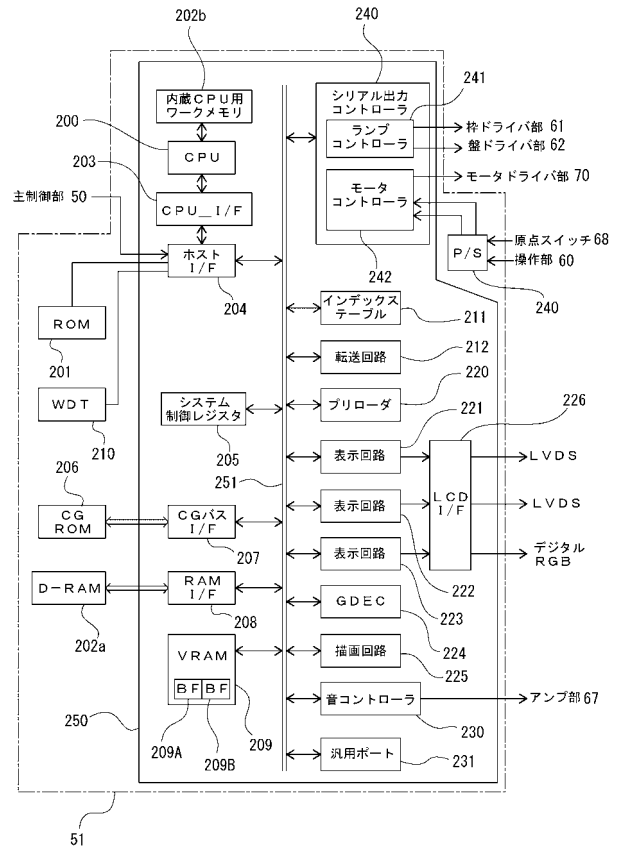 202b
240
内蔵CPU用
ワークメモリ
シリアル出力
コントローラ
241
200
ランプ
コントローラ
枠ドライバ部 61
盤ドライバ部 62
CPU
203
モータ
コントローラ
モータドライバ部 70
主制御部 50
CPU_I/F
原点スイッチ 68
P/S
操作部 60
ホスト
I/F
204
242
240
ROM
201
インデックス
テーブル
211
転送回路
212
WDT
210
システム
制御レジスタ
205
プリローダ
220
221
226
251
表示回路
LCD
I/F
LVDS
206
CG
ROM
CGバス
I/F
207
表示回路
222
LVDS
表示回路
223
デジタル
RGB
D-RAM
202a
RAM
I/F
208
GDEC
224
VRAM
BF
BF
209A
209B
209
描画回路
225
250
音コントローラ
230
アンプ部 67
汎用ポート
231
51